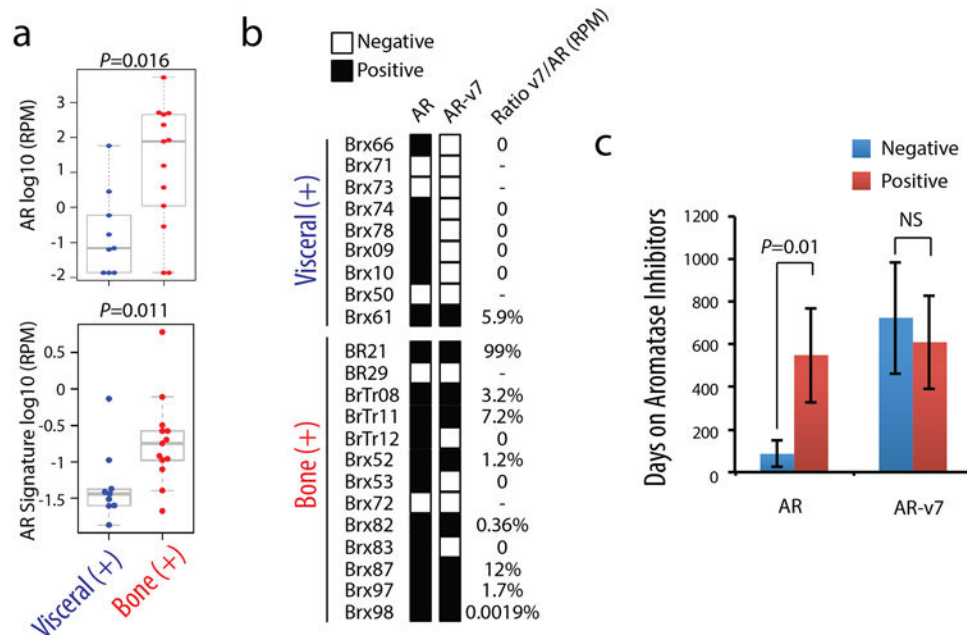 a
P=0.016
AR log10 (RPM)
3
2
1
0
-1
-2
P=0.011
AR Signature log10 (RPM)
0.5
0
-0.5
-1
-1.5
Visceral (+)
Bone (+)
b
Negative
Positive
AR
AR-v7
Ratio v7/AR (RPM)
Visceral (+)
Brx66 0
Brx71 -
Brx73 -
Brx74 0
Brx78 0
Brx09 0
Brx10 0
Brx50 -
Brx61 5.9%
Bone (+)
BR21 99%
BR29 -
BrTr08 3.2%
BrTr11 7.2%
BrTr12 0
Brx52 1.2%
Brx53 0
Brx72 -
Brx82 0.36%
Brx83 0
Brx87 12%
Brx97 1.7%
Brx98 0.0019%
c
Negative
Positive
Days on Aromatase Inhibitors
1200
1000
800
600
400
200
0
P=0.01
NS
AR
AR-v7